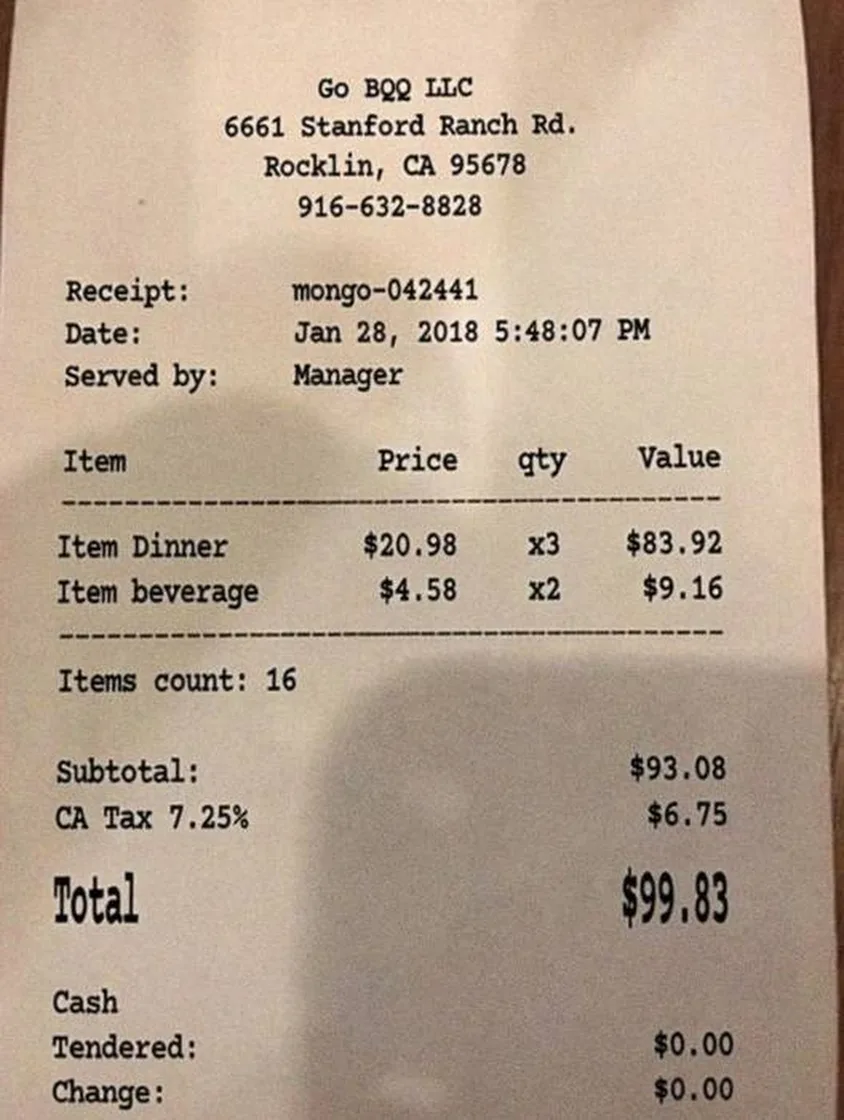 Go BQQ LLC
6661 Stanford Ranch Rd.
Rocklin, CA 95678
916-632-8828
Receipt: mongo-042441
Date: Jan 28, 2018 5:48:07 PM
Served by: Manager
Item Price qty Value
--------------------------------------------
Item Dinner $20.98 x3 $83.92
Item beverage $4.58 x2 $9.16
--------------------------------------------
Items count: 16
Subtotal: $93.08
CA Tax 7.25% $6.75
Total $99.83
Cash
Tendered: $0.00
Change: $0.00